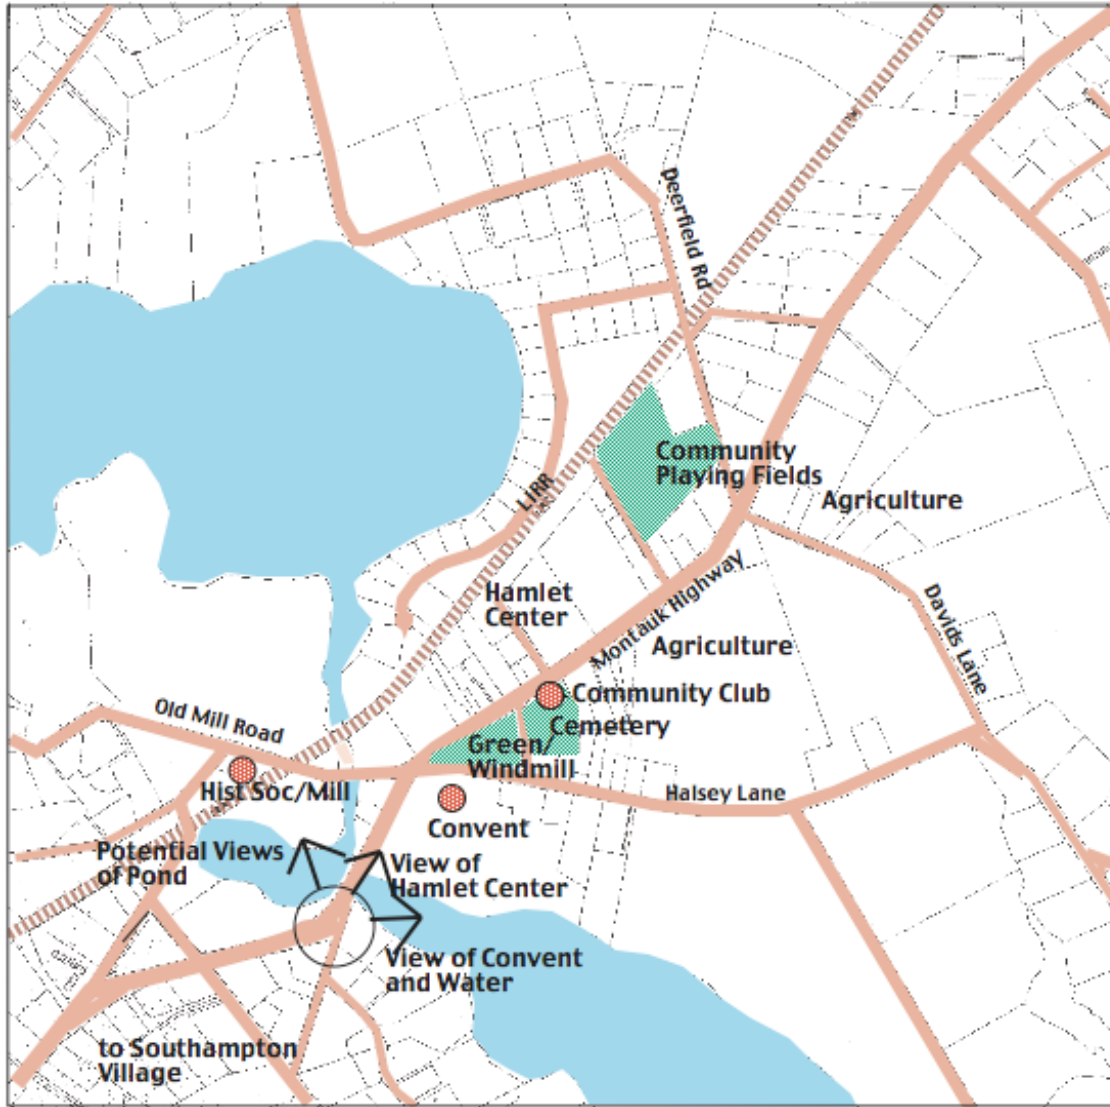 Deerfield Rd
Community
Playing Fields
Agriculture
LIRR
Hamlet
Center
Montauk Highway
Agriculture
Davids Lane
Community Club
Cemetery
Old Mill Road
Green/
Windmill
Hist Soc/Mill
Halsey Lane
Convent
Potential Views
of Pond
View of
Hamlet Center
View of Convent
and Water
to Southampton
Village